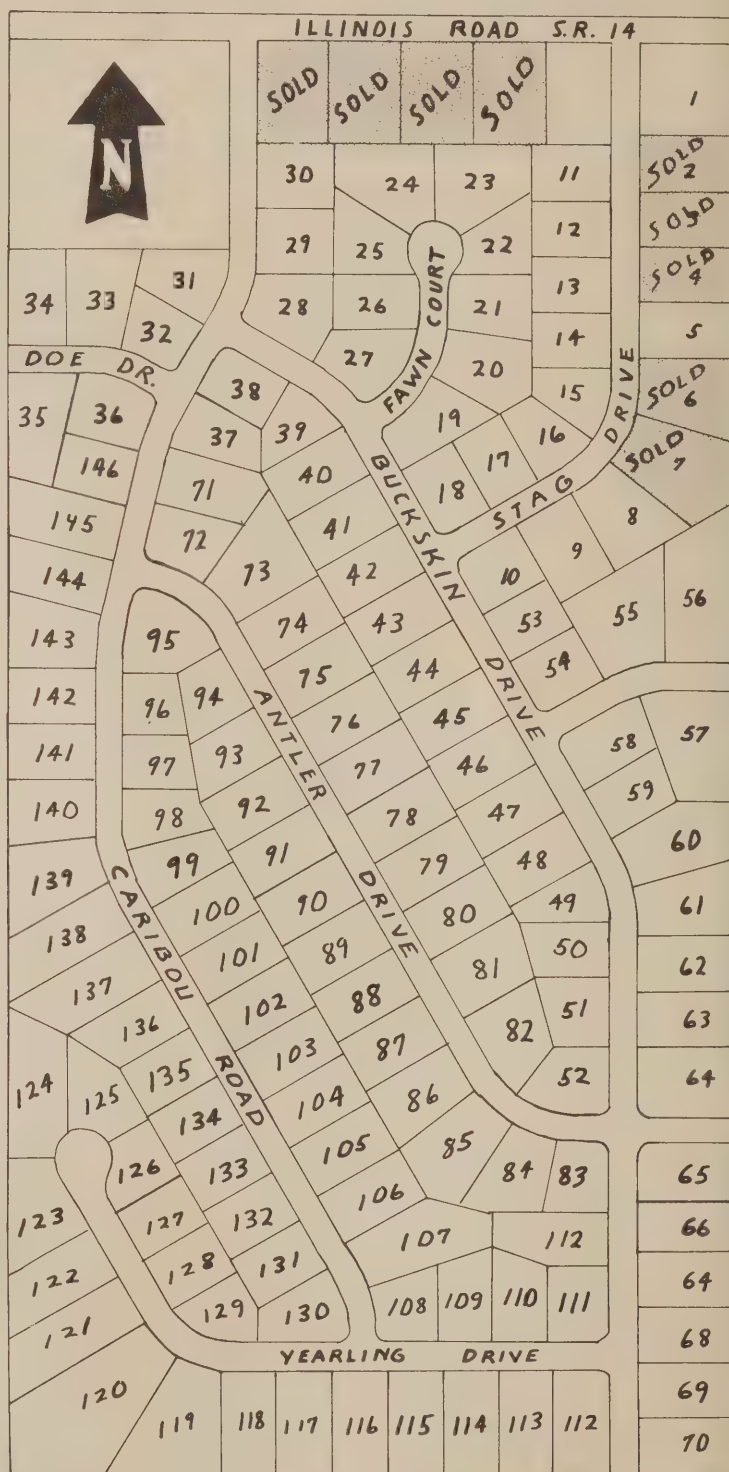 ILLINOIS ROAD S.R. 14
SOLD SOLD SOLD SOLD
1
N
30 24 23 11 SOLD 2
29 25 22 12 SOLD 3
31
34 33 28 26 21 13 SOLD 4
32 27 14 5
FAWN COURT
DOE DR.
20
35 36 38 15 SOLD 6
37 39 19 16 DRIVE
146 40 18 17 SOLD 7
71 BUCKSKIN STAG
145 72 41 8
144 73 42 10 9
143 95 74 43 53 55 56
142 96 94 75 44 DRIVE 54
ANTLER
141 97 93 76 45 58 57
77 46 59
140 98 92 78 47 60
139 99 91 79 48
CARIBOU DRIVE
138 100 90 80 49 61
137 101 89 81 50 62
136 102 88 82 51 63
124 125 135 103 87 52 64
ROAD
134 104 86
126 133 105 85 84 83 65
123 127 132 106 66
107 112
122 128 131 64
129 130 108 109 110 111
121 68
YEARLING DRIVE
120 69
119 118 117 116 115 114 113 112
70